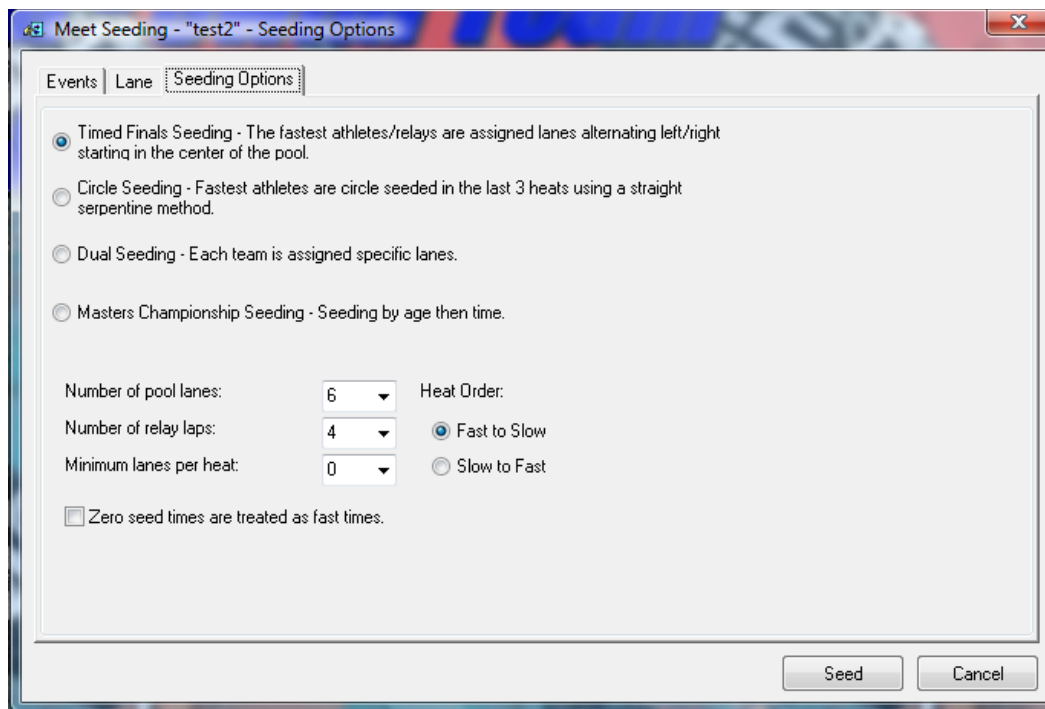 Meet Seeding - "test2" - Seeding Options
Events Lane Seeding Options
Timed Finals Seeding - The fastest athletes/relays are assigned lanes alternating left/right
starting in the center of the pool.
Circle Seeding - Fastest athletes are circle seeded in the last 3 heats using a straight
serpentine method.
Dual Seeding - Each team is assigned specific lanes.
Masters Championship Seeding - Seeding by age then time.
Number of pool lanes: 6 Heat Order:
Number of relay laps: 4 Fast to Slow
Minimum lanes per heat: 0 Slow to Fast
Zero seed times are treated as fast times.
Seed Cancel